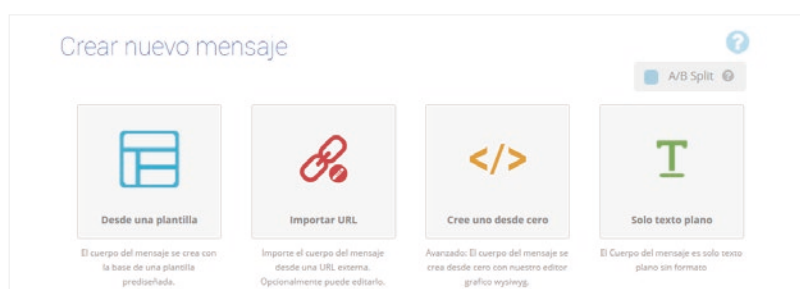 Crear nuevo mensaje
?
A/B Split ?
</>
T
Desde una plantilla
Importar URL
Cree uno desde cero
Solo texto plano
El cuerpo del mensaje se crea con
la base de una plantilla
prediseñada.
Importe el cuerpo del mensaje
desde una URL externa.
Opcionalmente puede editarlo.
Avanzado: El cuerpo del mensaje se
crea desde cero con nuestro editor
grafico wysiwyg.
El Cuerpo del mensaje es solo texto
plano sin formato